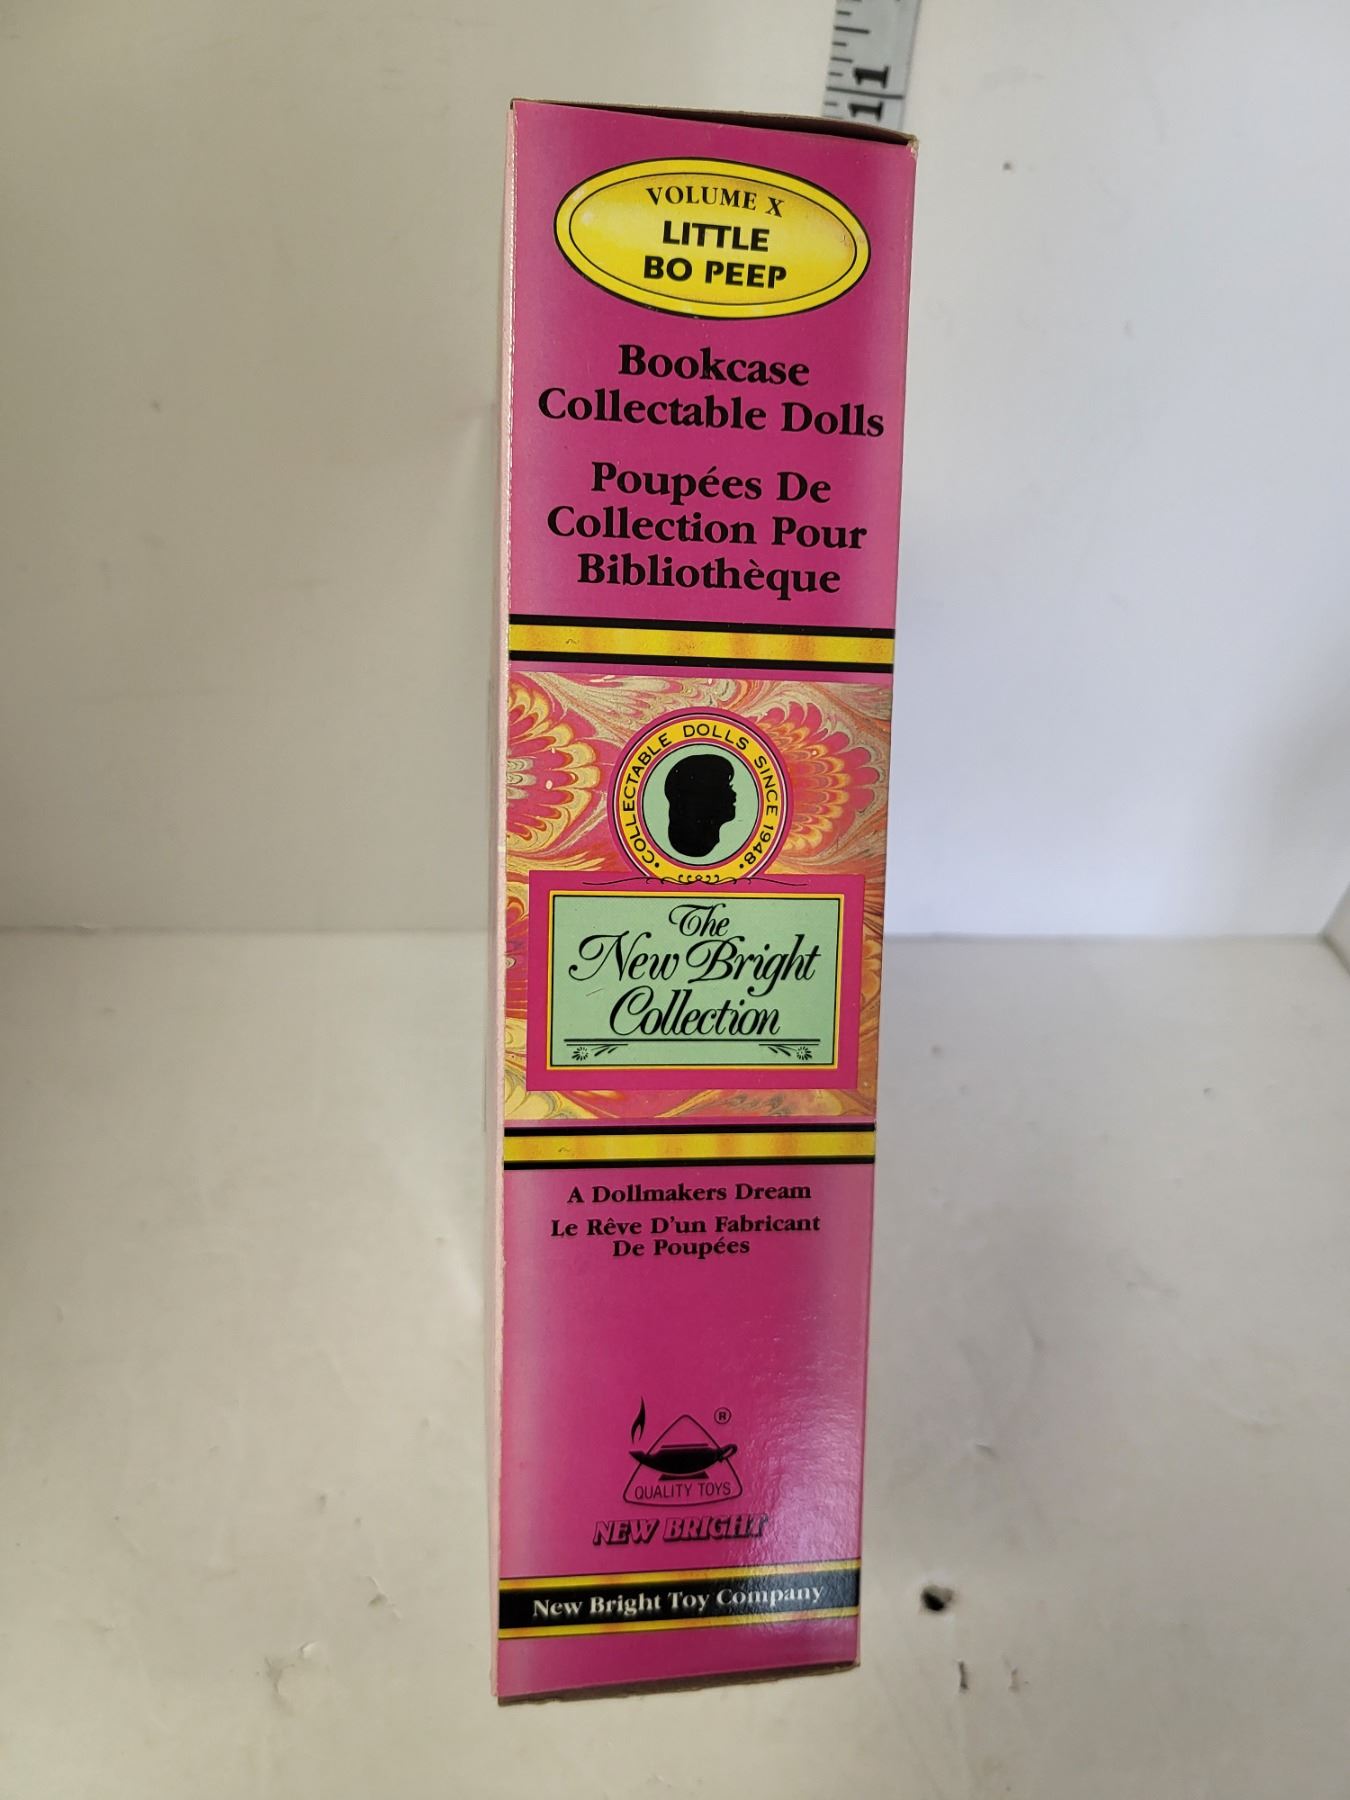 11
VOLUME X
LITTLE
BO PEEP
Bookcase
Collectable Dolls
Poupées De
Collection Pour
Bibliothèque
• COLLECTABLE DOLLS SINCE 1948 •
The
New Bright
Collection
A Dollmakers Dream
Le Rêve D'un Fabricant
De Poupées
®
QUALITY TOYS
NEW BRIGHT
New Bright Toy Company